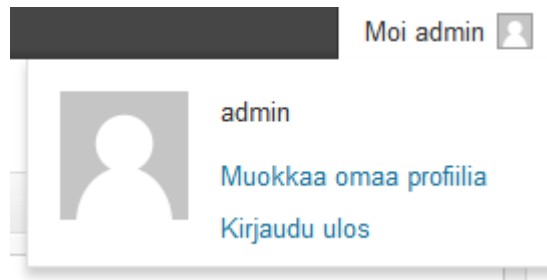 Moi admin
admin
Muokkaa omaa profiilia
Kirjaudu ulos